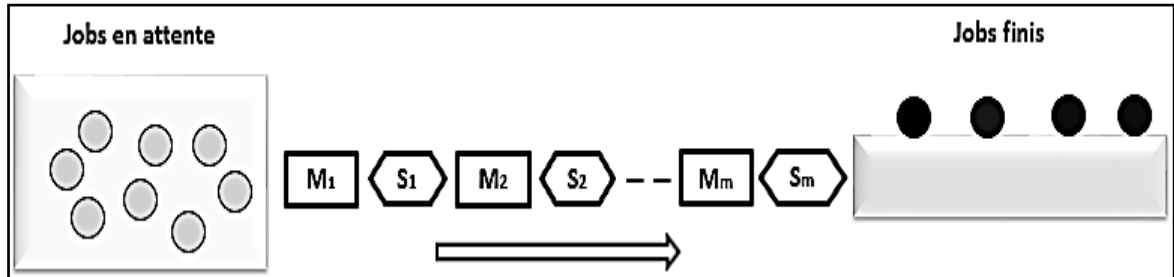 Jobs en attente
Jobs finis
M1 S1 M2 S2 Mm Sm